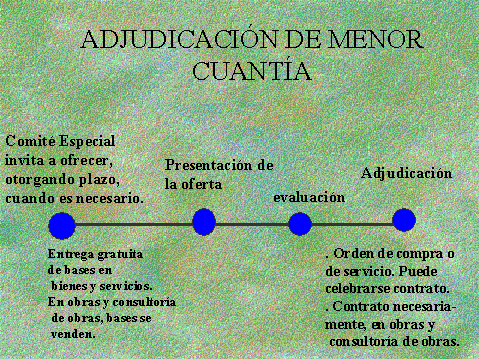 ADJUDICACIÓN DE MENOR
CUANTÍA
Comité Especial
invita a ofrecer,
otorgando plazo,
cuando es necesario.
Presentación de
la oferta
evaluación
Adjudicación
Entrega gratuita
de bases en
bienes y servicios.
En obras y consultoria
de obras, bases se
venden.
. Orden de compra o
de servicio. Puede
celebrarse contrato.
. Contrato necesaria-
mente, en obras y
consultoría de obras.